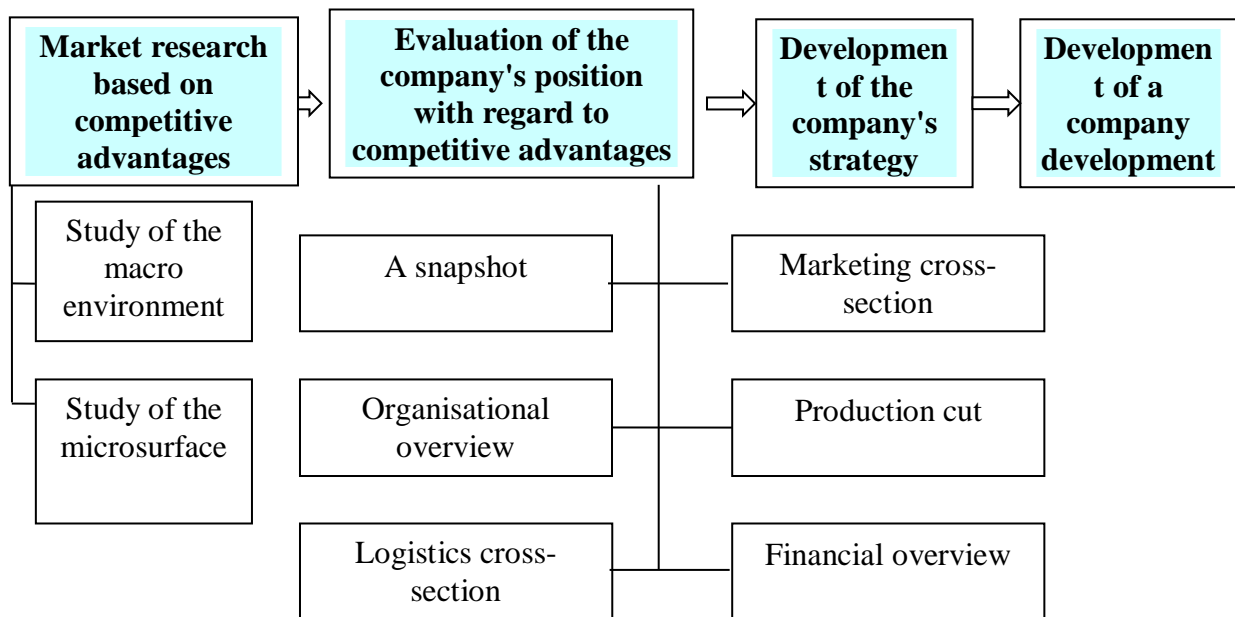 Market research
based on
competitive
advantages
Evaluation of the
company's position
with regard to
competitive advantages
Developmen
t of the
company's
strategy
Developmen
t of a
company
development
Study of the
macro
environment
Study of the
microsurface
A snapshot
Marketing cross-
section
Organisational
overview
Production cut
Logistics cross-
section
Financial overview